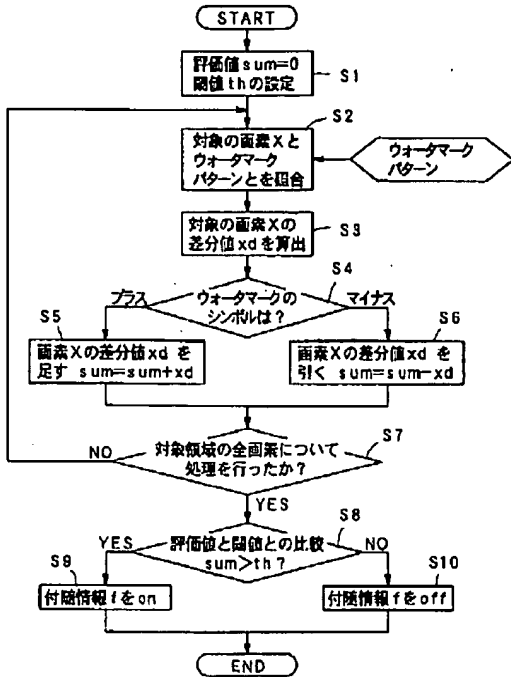 START
S1
評価値sum=0
閾値thの設定
S2
対象の画素Xと
ウォータマーク
パターンとを照合
ウォータマーク
パターン
S3
対象の画素Xの
差分値xdを算出
S4
ウォータマークの
シンボルは?
プラス
マイナス
S5
画素Xの差分値xdを
足す sum=sum+xd
S6
画素Xの差分値xdを
引く sum=sum-xd
S7
対象領域の全画素について
処理を行ったか?
NO
YES
S8
評価値と閾値との比較
sum>th?
YES
NO
S9
付随情報fをon
S10
付随情報fをoff
END